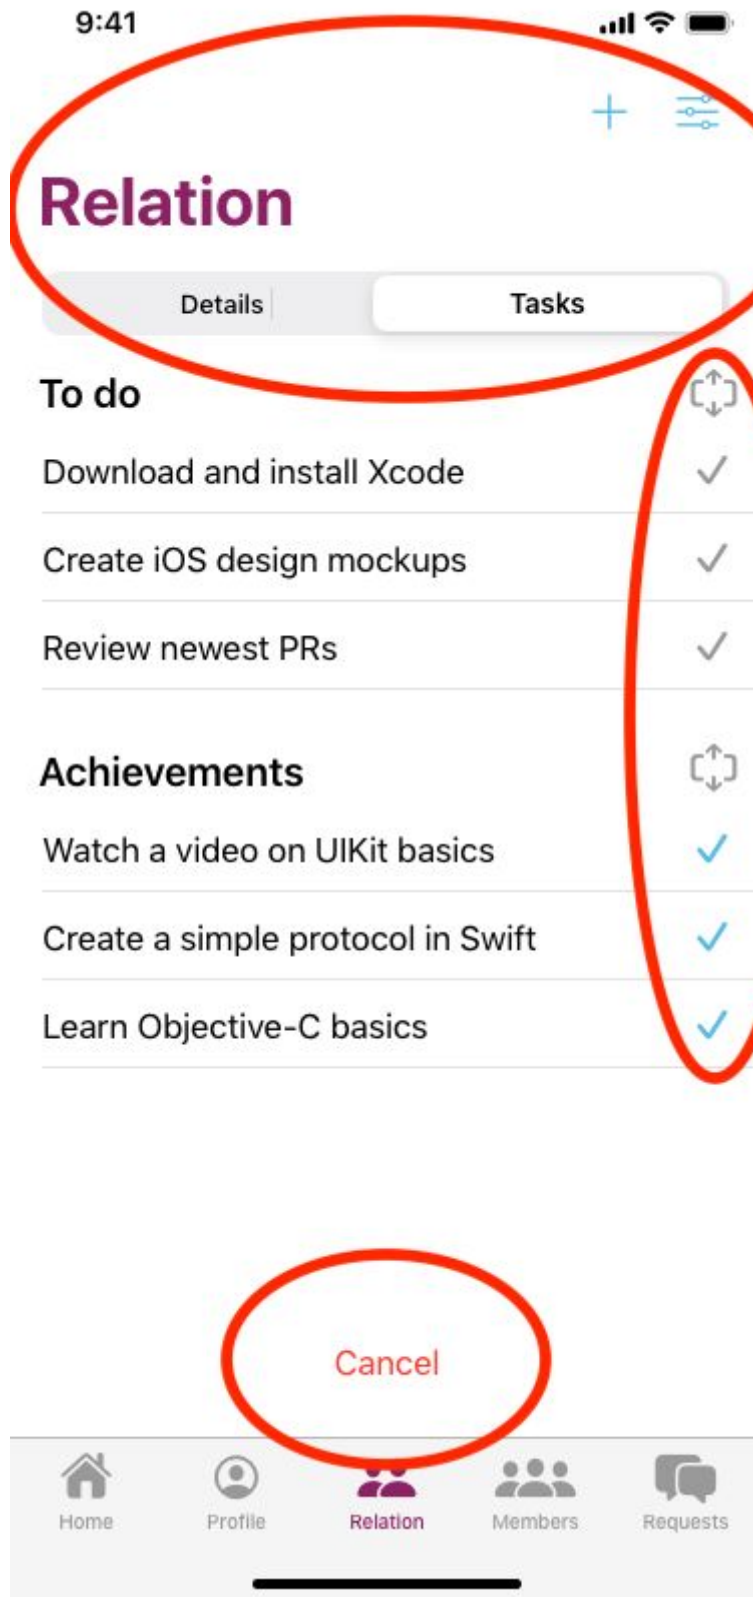 9:41
Relation
Details Tasks
To do
Download and install Xcode
Create iOS design mockups
Review newest PRs
Achievements
Watch a video on UIKit basics
Create a simple protocol in Swift
Learn Objective-C basics
Cancel
Home Profile Relation Members Requests